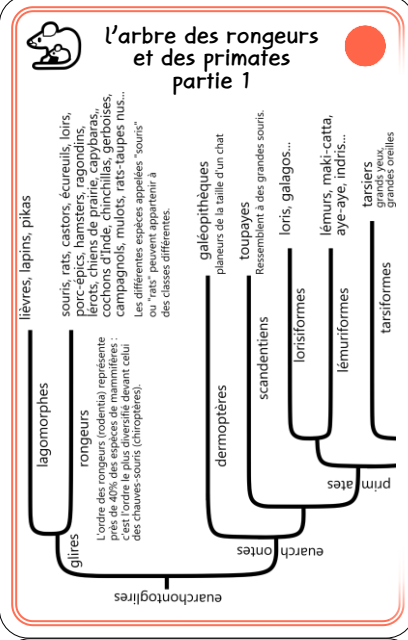 l'arbre des rongeurs
et des primates
partie 1
lièvres, lapins, pikas
lagomorphes
souris, rats, castors, écureuils, loirs,
porc-épics, hamsters, ragondins,
lérots, chiens de prairie, capybaras,,
cochons d'Inde, chinchillas, gerboises,
campagnols, mulots, rats-taupes nus...
Les différentes espèces appelées "souris"
ou "rats" peuvent appartenir à
des classes différentes.
rongeurs
L'ordre des rongeurs (rodentia) représente
près de 40% des espèces de mammifères :
c'est l'ordre le plus diversifié devant celui
des chauves-souris (chiroptères).
glires
galéopithèques
planeurs de la taille d'un chat
dermoptères
toupayes
Ressemblent à des grandes souris.
scandentiens
loris, galagos...
lorisiformes
lémurs, maki-catta,
aye-aye, indris...
lémuriformes
tarsiers
grands yeux,
grandes oreilles
tarsiformes
prim ates
euarch ontes
euarchontoglires